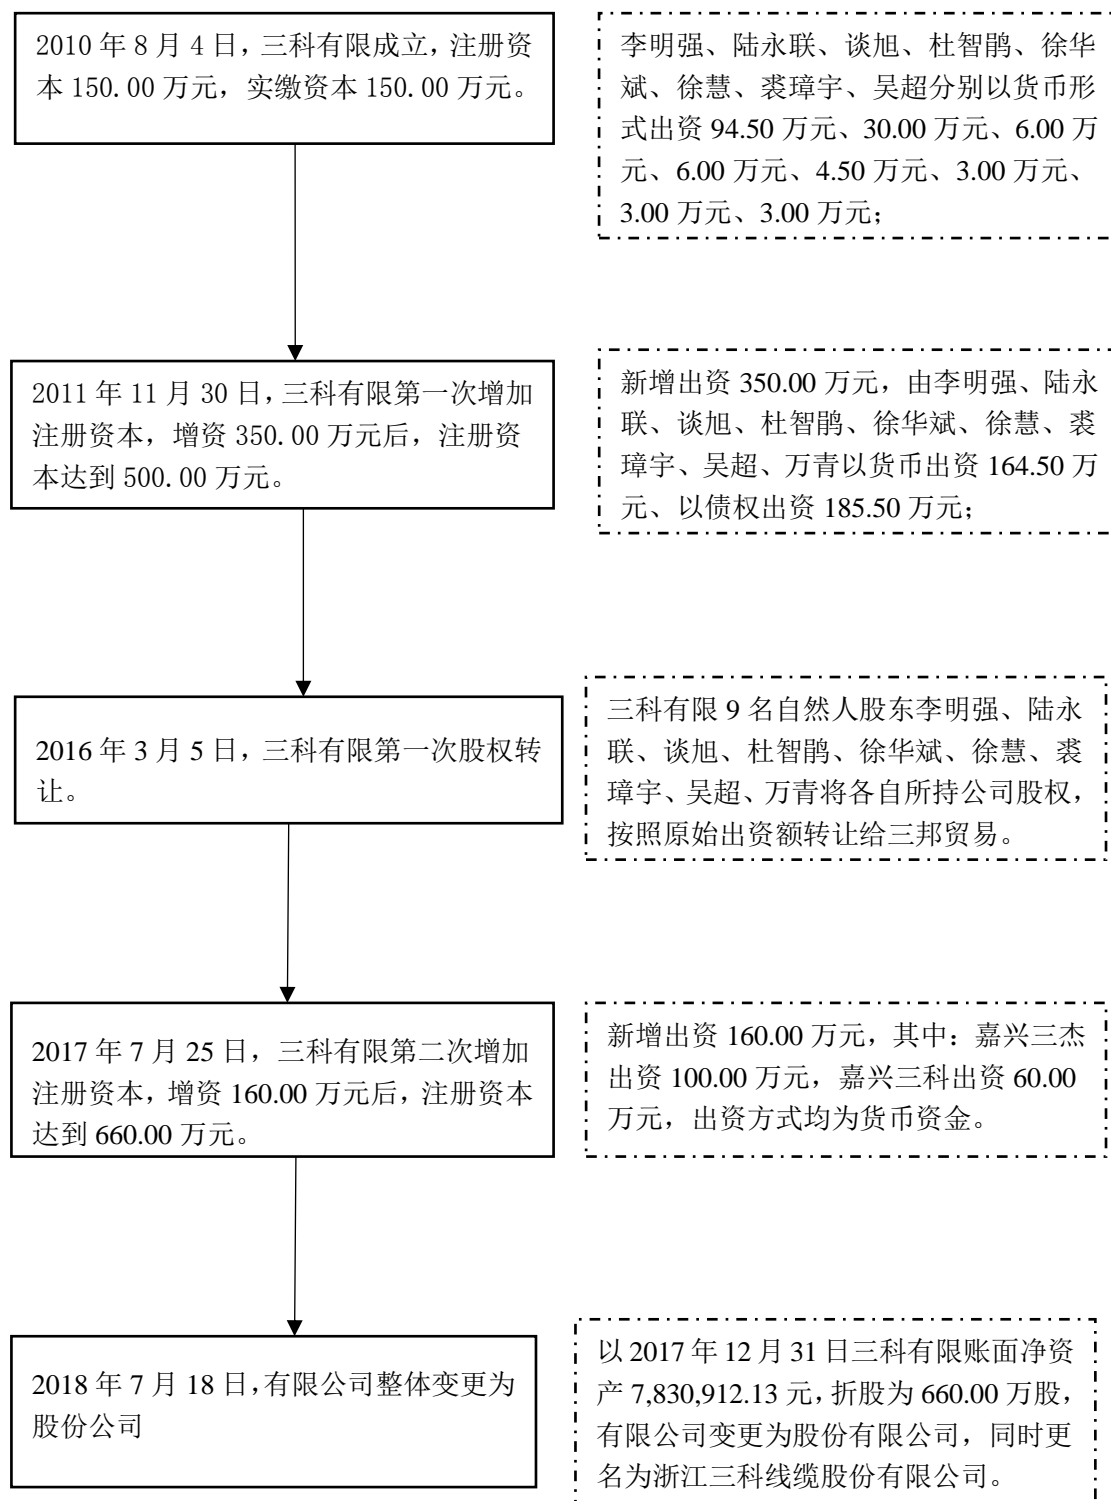 2010 年 8 月 4 日，三科有限成立，注册资
本 150.00 万元，实缴资本 150.00 万元。
李明强、陆永联、谈旭、杜智鹃、徐华
斌、徐慧、裘璋宇、吴超分别以货币形
式出资 94.50 万元、30.00 万元、6.00 万
元、6.00 万元、4.50 万元、3.00 万元、
3.00 万元、3.00 万元；
2011 年 11 月 30 日，三科有限第一次增加
注册资本，增资 350.00 万元后，注册资
本达到 500.00 万元。
新增出资 350.00 万元，由李明强、陆永
联、谈旭、杜智鹃、徐华斌、徐慧、裘
璋宇、吴超、万青以货币出资 164.50 万
元、以债权出资 185.50 万元；
2016 年 3 月 5 日，三科有限第一次股权转
让。
三科有限 9 名自然人股东李明强、陆永
联、谈旭、杜智鹃、徐华斌、徐慧、裘
璋宇、吴超、万青将各自所持公司股权，
按照原始出资额转让给三邦贸易。
2017 年 7 月 25 日，三科有限第二次增加
注册资本，增资 160.00 万元后，注册资本
达到 660.00 万元。
新增出资 160.00 万元，其中：嘉兴三杰
出资 100.00 万元，嘉兴三科出资 60.00
万元，出资方式均为货币资金。
2018 年 7 月 18 日，有限公司整体变更为
股份公司
以 2017 年 12 月 31 日三科有限账面净资
产 7,830,912.13 元，折股为 660.00 万股，
有限公司变更为股份有限公司，同时更
名为浙江三科线缆股份有限公司。